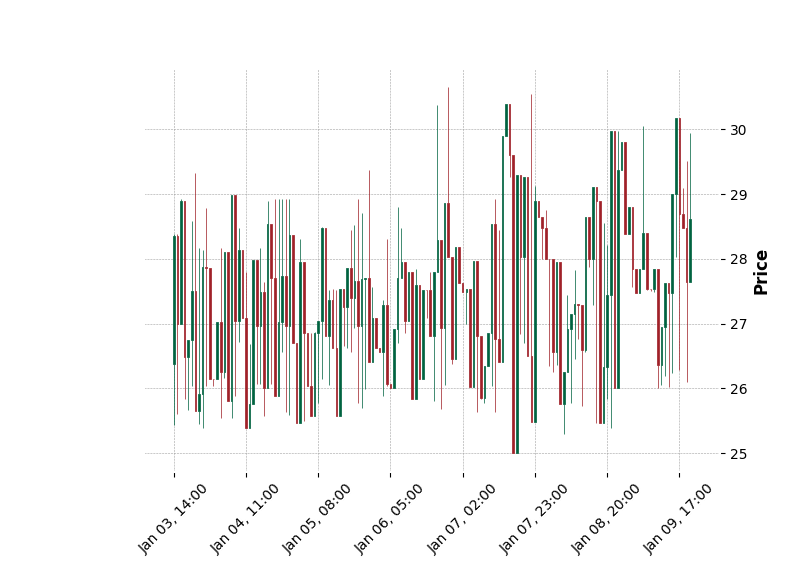 30
29
28
27
26
25
Price
Jan 03, 14:00
Jan 04, 11:00
Jan 05, 08:00
Jan 06, 05:00
Jan 07, 02:00
Jan 07, 23:00
Jan 08, 20:00
Jan 09, 17:00